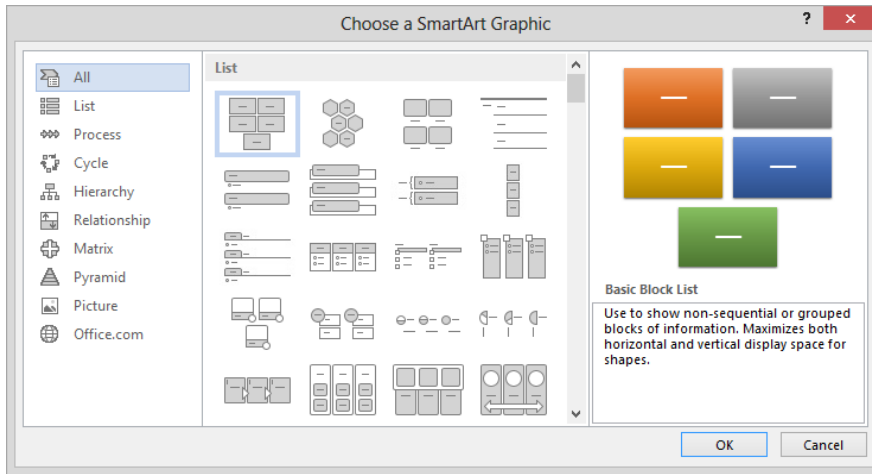 Choose a SmartArt Graphic
?
All
List
Process
Cycle
Hierarchy
Relationship
Matrix
Pyramid
Picture
Office.com
List
Basic Block List
Use to show non-sequential or grouped
blocks of information. Maximizes both
horizontal and vertical display space for
shapes.
OK
Cancel